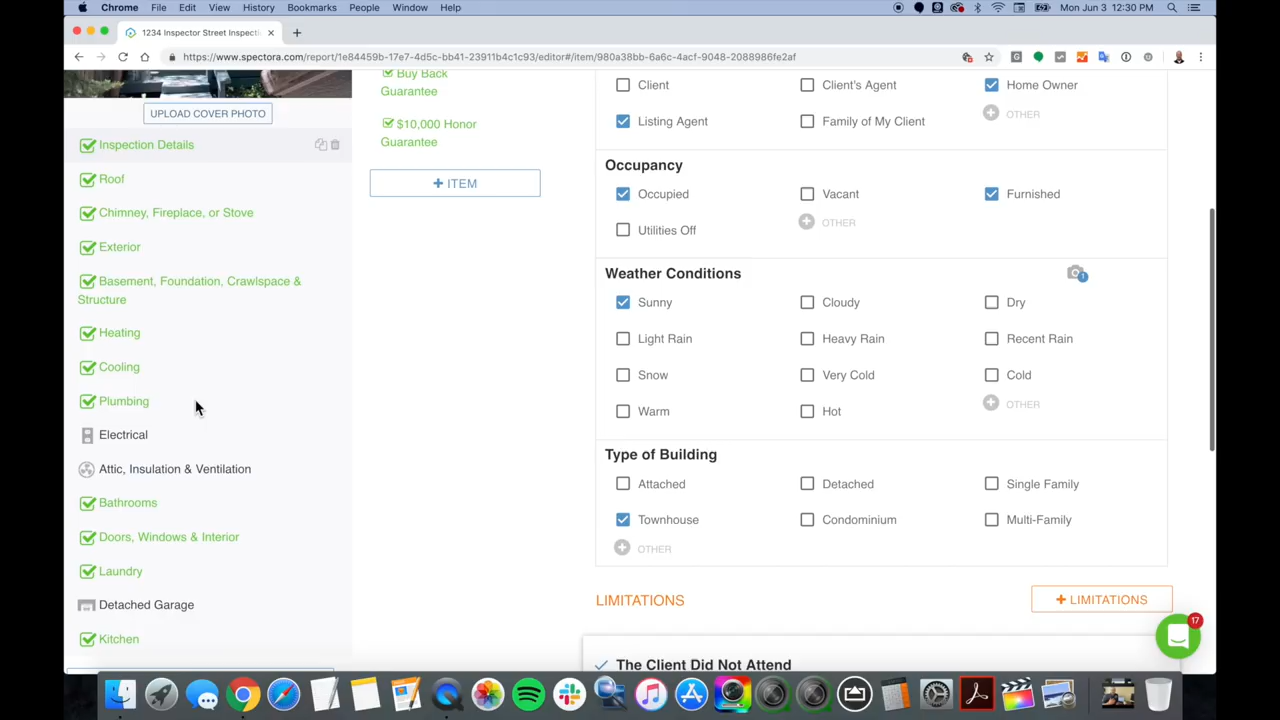 Chrome File Edit View History Bookmarks People Window Help Mon Jun 3 12:30 PM
1234 Inspector Street Inspecti
https://www.spectora.com/report/1e84459b-17e7-4d5c-bb41-23911b4c1c93/editor#/item/980a38bb-6a6c-4acf-9048-2088986fe2af
UPLOAD COVER PHOTO
Inspection Details
Roof
Chimney, Fireplace, or Stove
Exterior
Basement, Foundation, Crawlspace &
Structure
Heating
Cooling
Plumbing
Electrical
Attic, Insulation & Ventilation
Bathrooms
Doors, Windows & Interior
Laundry
Detached Garage
Kitchen
Buy Back
Guarantee
$10,000 Honor
Guarantee
+ ITEM
Client Client's Agent Home Owner
Listing Agent Family of My Client OTHER
Occupancy
Occupied Vacant Furnished
Utilities Off OTHER
Weather Conditions
1
Sunny Cloudy Dry
Light Rain Heavy Rain Recent Rain
Snow Very Cold Cold
Warm Hot OTHER
Type of Building
Attached Detached Single Family
Townhouse Condominium Multi-Family
OTHER
LIMITATIONS + LIMITATIONS
17
The Client Did Not Attend